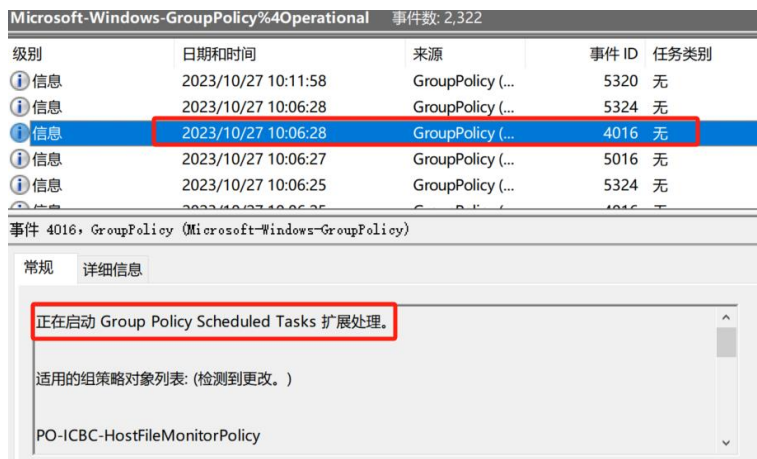 Microsoft-Windows-GroupPolicy%4Operational 事件数: 2,322
级别 日期和时间 来源 事件 ID 任务类别
信息 2023/10/27 10:11:58 GroupPolicy (... 5320 无
信息 2023/10/27 10:06:28 GroupPolicy (... 5324 无
信息 2023/10/27 10:06:28 GroupPolicy (... 4016 无
信息 2023/10/27 10:06:27 GroupPolicy (... 5016 无
信息 2023/10/27 10:06:25 GroupPolicy (... 5324 无
事件 4016，GroupPolicy (Microsoft-Windows-GroupPolicy)
常规 详细信息
正在启动 Group Policy Scheduled Tasks 扩展处理。
适用的组策略对象列表: (检测到更改。)
PO-ICBC-HostFileMonitorPolicy